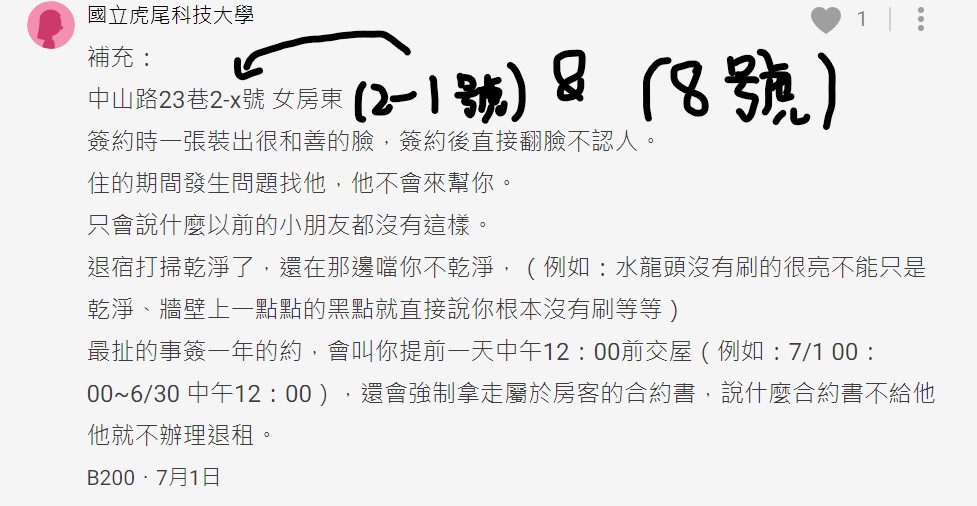 國立虎尾科技大學
1
補充：
中山路23巷2-x號 女房東 (2-1號) & (8號)
簽約時一張裝出很和善的臉，簽約後直接翻臉不認人。
住的期間發生問題找他，他不會來幫你。
只會說什麼以前的小朋友都沒有這樣。
退宿打掃乾淨了，還在那邊噹你不乾淨，（例如：水龍頭沒有刷的很亮不能只是
乾淨、牆壁上一點點的黑點就直接說你根本沒有刷等等）
最扯的事簽一年的約，會叫你提前一天中午12：00前交屋（例如：7/1 00：
00~6/30 中午12：00），還會強制拿走屬於房客的合約書，說什麼合約書不給他
他就不辦理退租。
B200．7月1日